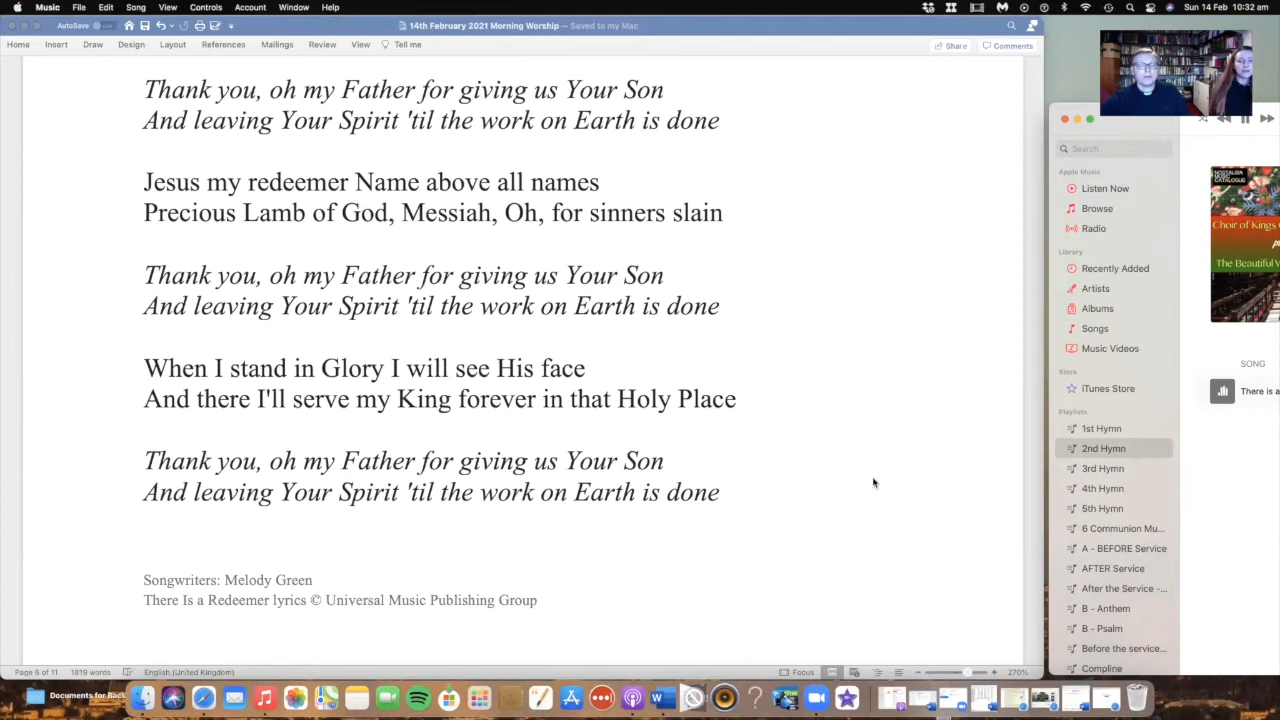 Music File Edit Song View Controls Account Window Help Sun 14 Feb 10:32 am
AutoSave OFF 14th February 2021 Morning Worship — Saved to my Mac
Home Insert Draw Design Layout References Mailings Review View Tell me Share Comments
Thank you, oh my Father for giving us Your Son
And leaving Your Spirit 'til the work on Earth is done
Jesus my redeemer Name above all names
Precious Lamb of God, Messiah, Oh, for sinners slain
Thank you, oh my Father for giving us Your Son
And leaving Your Spirit 'til the work on Earth is done
When I stand in Glory I will see His face
And there I'll serve my King forever in that Holy Place
Thank you, oh my Father for giving us Your Son
And leaving Your Spirit 'til the work on Earth is done
Songwriters: Melody Green
There Is a Redeemer lyrics © Universal Music Publishing Group
Page 6 of 11 1819 words English (United Kingdom) Focus 270%
Search
Apple Music
Listen Now
Browse
Radio
Library
Recently Added
Artists
Albums
Songs
Music Videos
Store
iTunes Store
Playlists
1st Hymn
2nd Hymn
3rd Hymn
4th Hymn
5th Hymn
6 Communion Mu...
A - BEFORE Service
AFTER Service
After the Service -...
B - Anthem
B - Psalm
Before the service...
Compline
NOSTALGIA
MUSIC
CATALOGUE
Choir of Kings
The Beautiful
SONG
There is a
Documents for Back